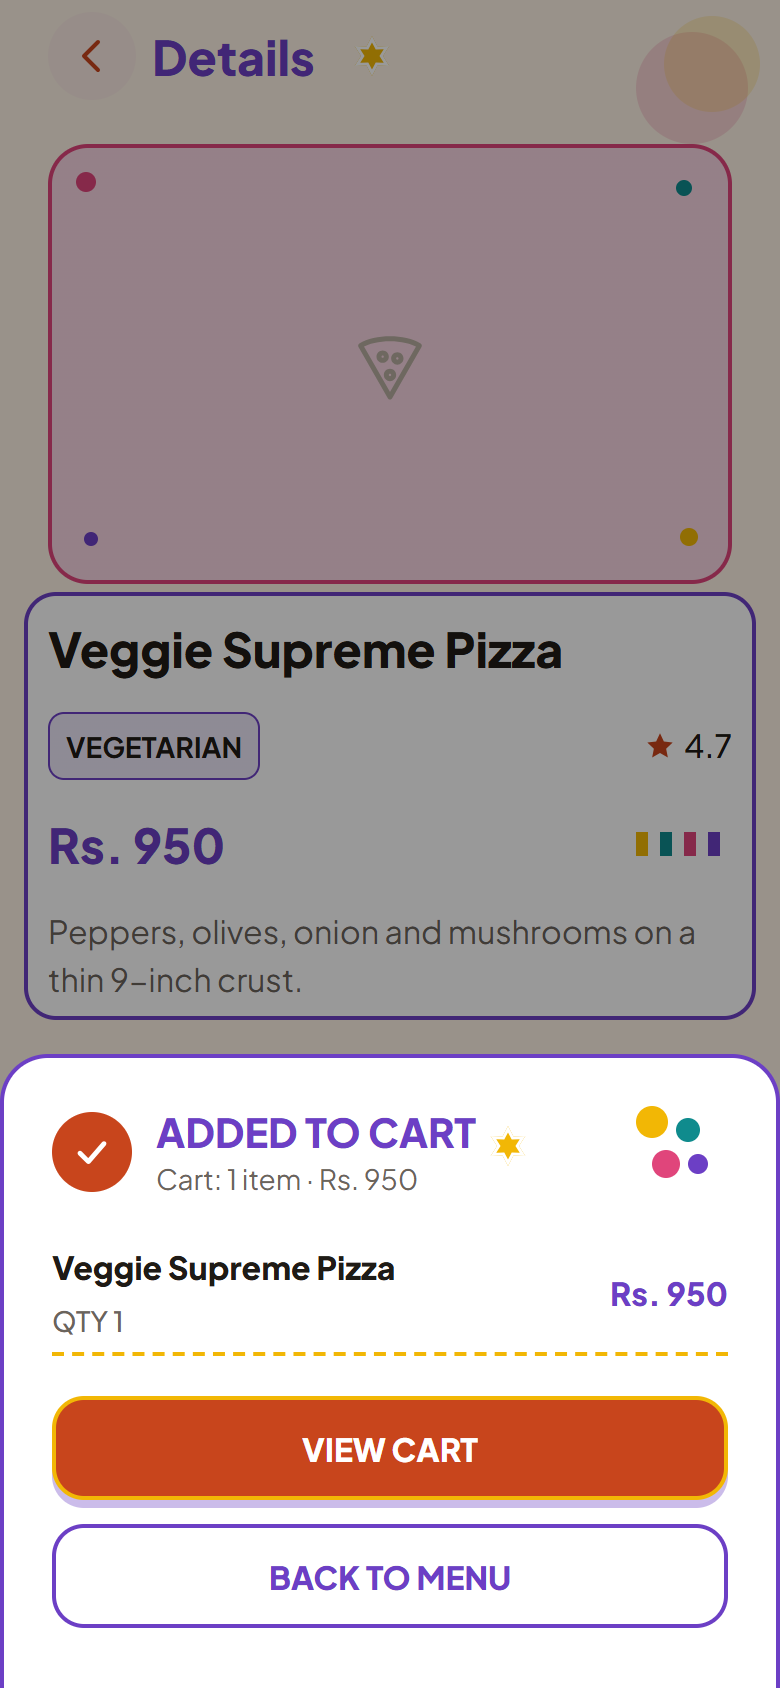 Details
Veggie Supreme Pizza
VEGETARIAN
4.7
Rs. 950
Peppers, olives, onion and mushrooms on a
thin 9–inch crust.
ADDED TO CART
Cart: 1 item · Rs. 950
Veggie Supreme Pizza
Rs. 950
QTY 1
VIEW CART
BACK TO MENU